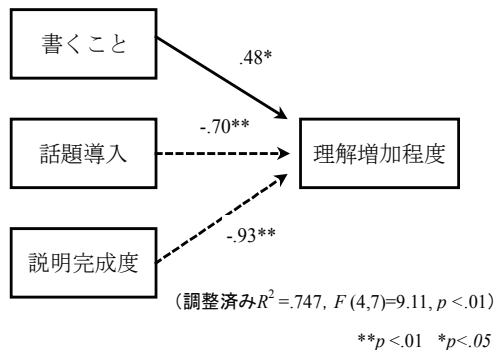 書くこと
.48*
話題導入
-.70**
理解増加程度
説明完成度
-.93**
(調整済みR² =.747, F (4,7)=9.11, p <.01)
**p <.01 *p<.05